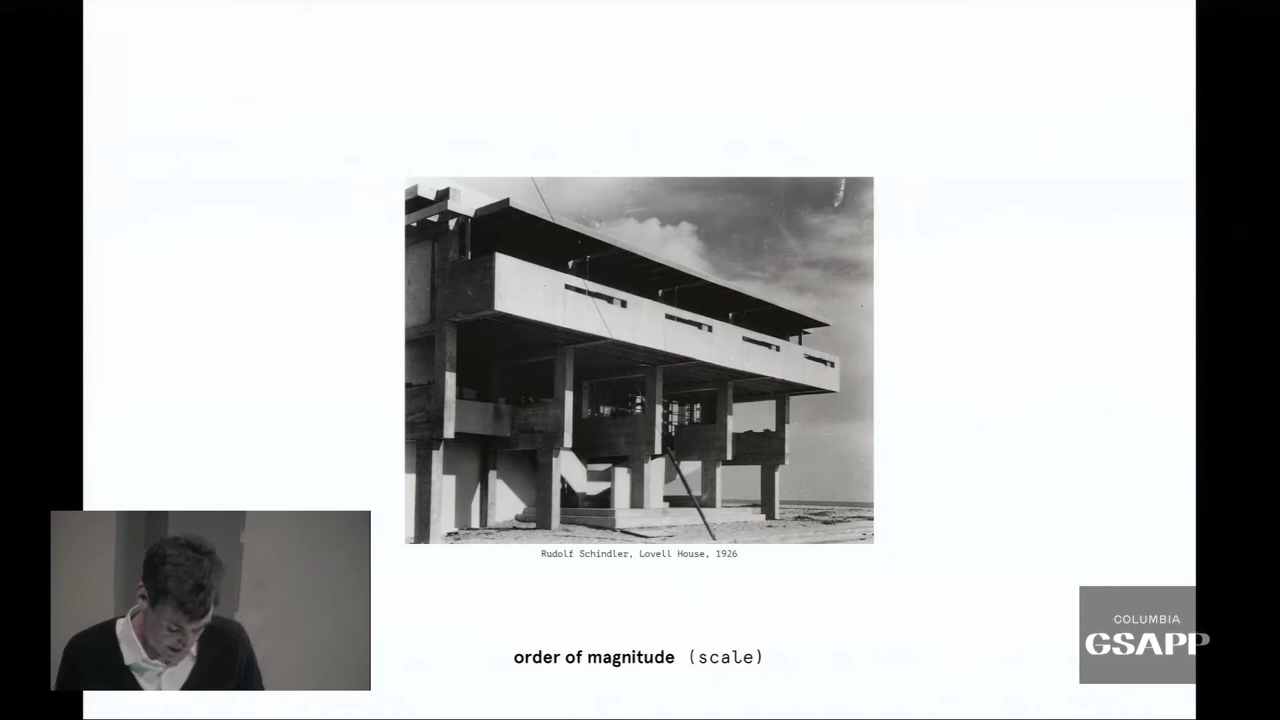 Rudolf Schindler, Lovell House, 1926
order of magnitude (scale)
COLUMBIA
GSAPP